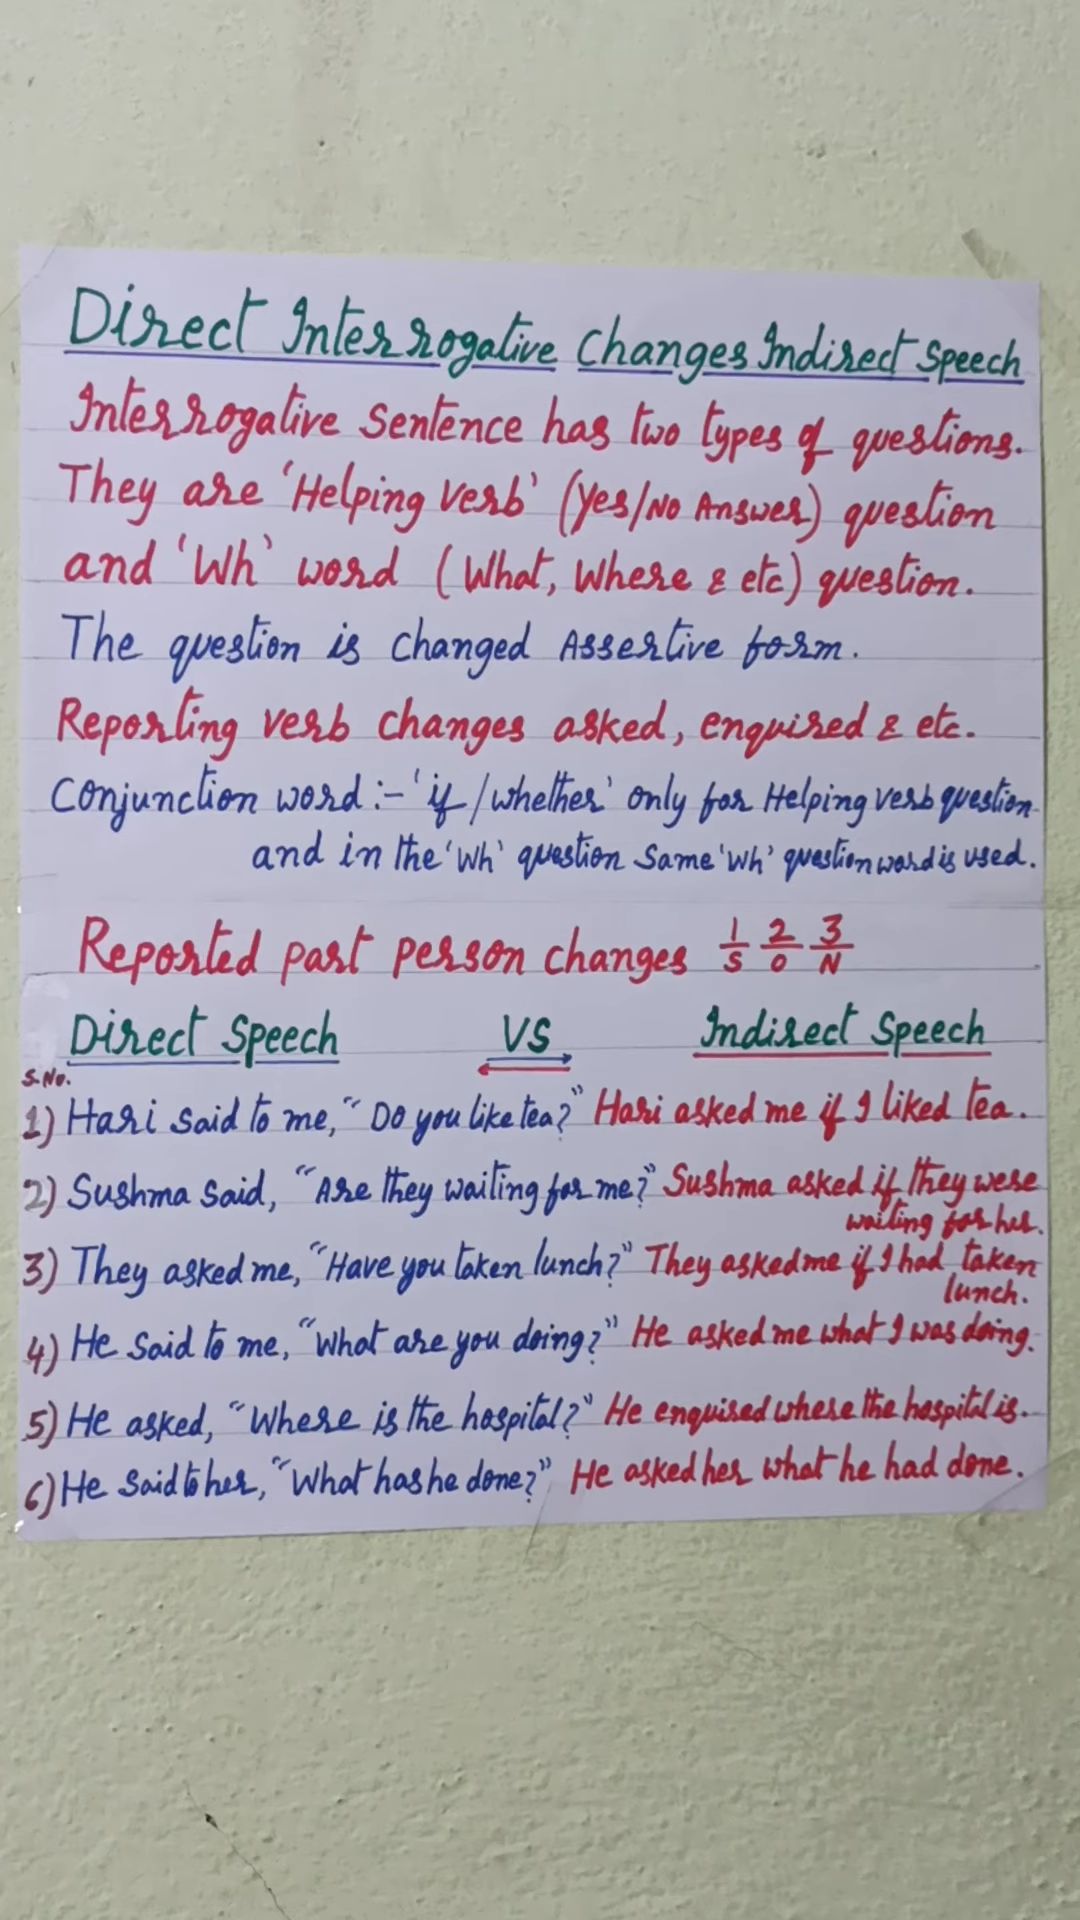 Direct Interrogative Changes Indirect Speech
Interrogative Sentence has two types of questions.
They are 'Helping Verb' (Yes/No Answer) question
and 'Wh' word (What, Where & etc) question.
The question is changed Assertive form.
Reporting verb changes asked, enquired & etc.
Conjunction word :- 'if/whether' only for Helping verb question
and in the 'Wh' question Same 'Wh' question word is used.
Reported part person changes 1/S 2/O 3/N
Direct Speech VS Indirect Speech
S.No.
1) Hari said to me, "Do you like tea?" Hari asked me if I liked tea.
2) Sushma said, "Are they waiting for me?" Sushma asked if they were
waiting for her.
3) They asked me, "Have you taken lunch?" They asked me if I had taken
lunch.
4) He said to me, "What are you doing?" He asked me what I was doing.
5) He asked, "Where is the hospital?" He enquired where the hospital is.
6) He said to her, "What has he done?" He asked her what he had done.